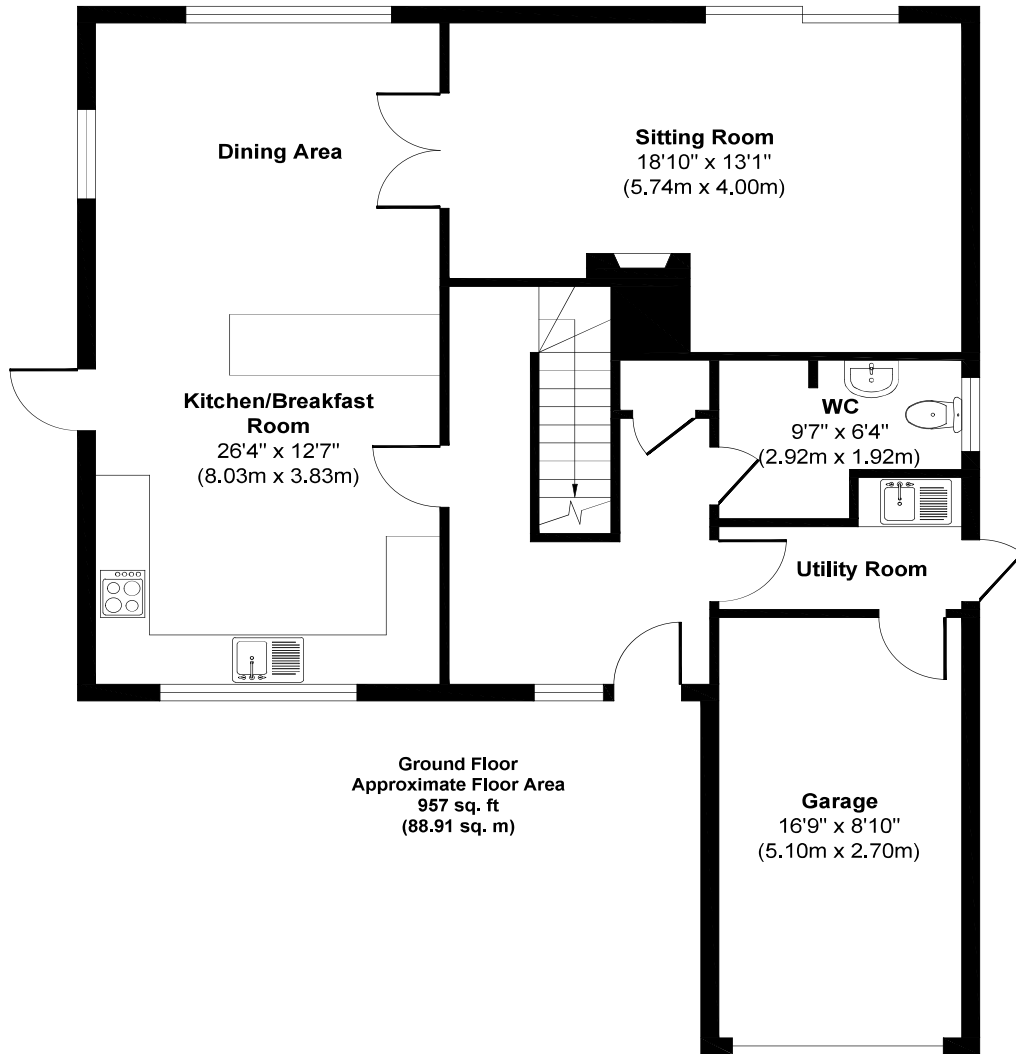 Dining Area
Sitting Room
18'10" x 13'1"
(5.74m x 4.00m)
Kitchen/Breakfast
Room
26'4" x 12'7"
(8.03m x 3.83m)
WC
9'7" x 6'4"
(2.92m x 1.92m)
Utility Room
Ground Floor
Approximate Floor Area
957 sq. ft
(88.91 sq. m)
Garage
16'9" x 8'10"
(5.10m x 2.70m)